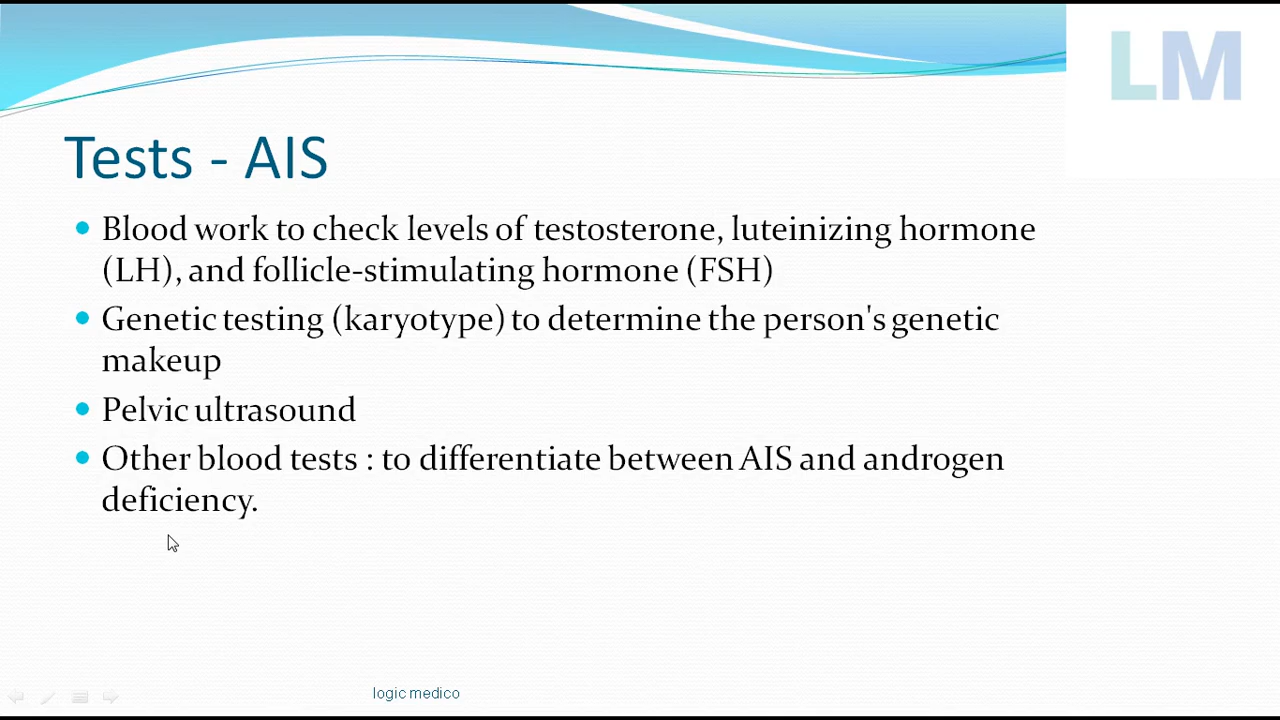 LM
Tests - AIS
Blood work to check levels of testosterone, luteinizing hormone
(LH), and follicle-stimulating hormone (FSH)
Genetic testing (karyotype) to determine the person's genetic
makeup
Pelvic ultrasound
Other blood tests : to differentiate between AIS and androgen
deficiency.
logic medico